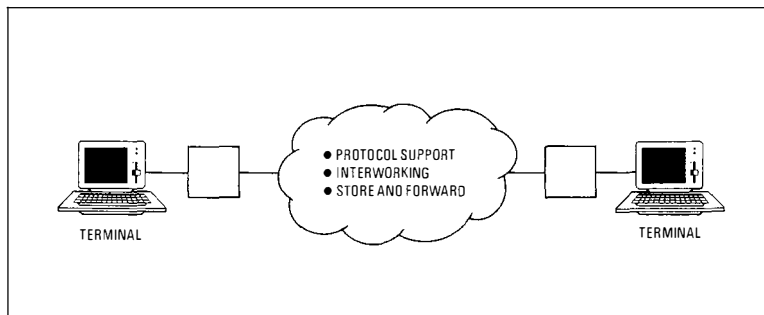 ● PROTOCOL SUPPORT
● INTERWORKING
● STORE AND FORWARD
TERMINAL
TERMINAL